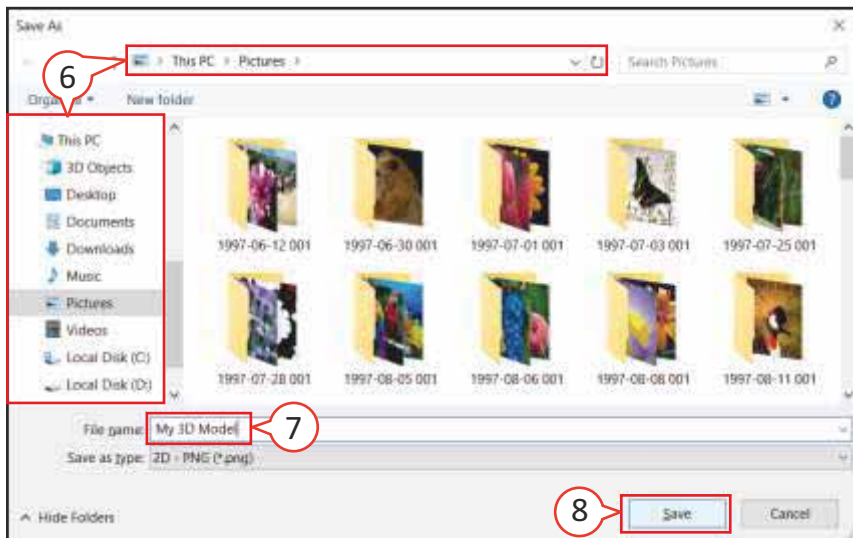 Save As
6
This PC > Pictures >
Search Pictures
New folder
This PC
3D Objects
Desktop
Documents
Downloads
Music
Pictures
Videos
Local Disk (C:)
Local Disk (D:)
1997-06-12 001
1997-06-30 001
1997-07-01 001
1997-07-03 001
1997-07-25 001
1997-07-28 001
1997-08-05 001
1997-08-06 001
1997-08-08 001
1997-08-11 001
File name: My 3D Model
7
Save as type: 2D - PNG (*.png)
Hide Folders
8
Save
Cancel